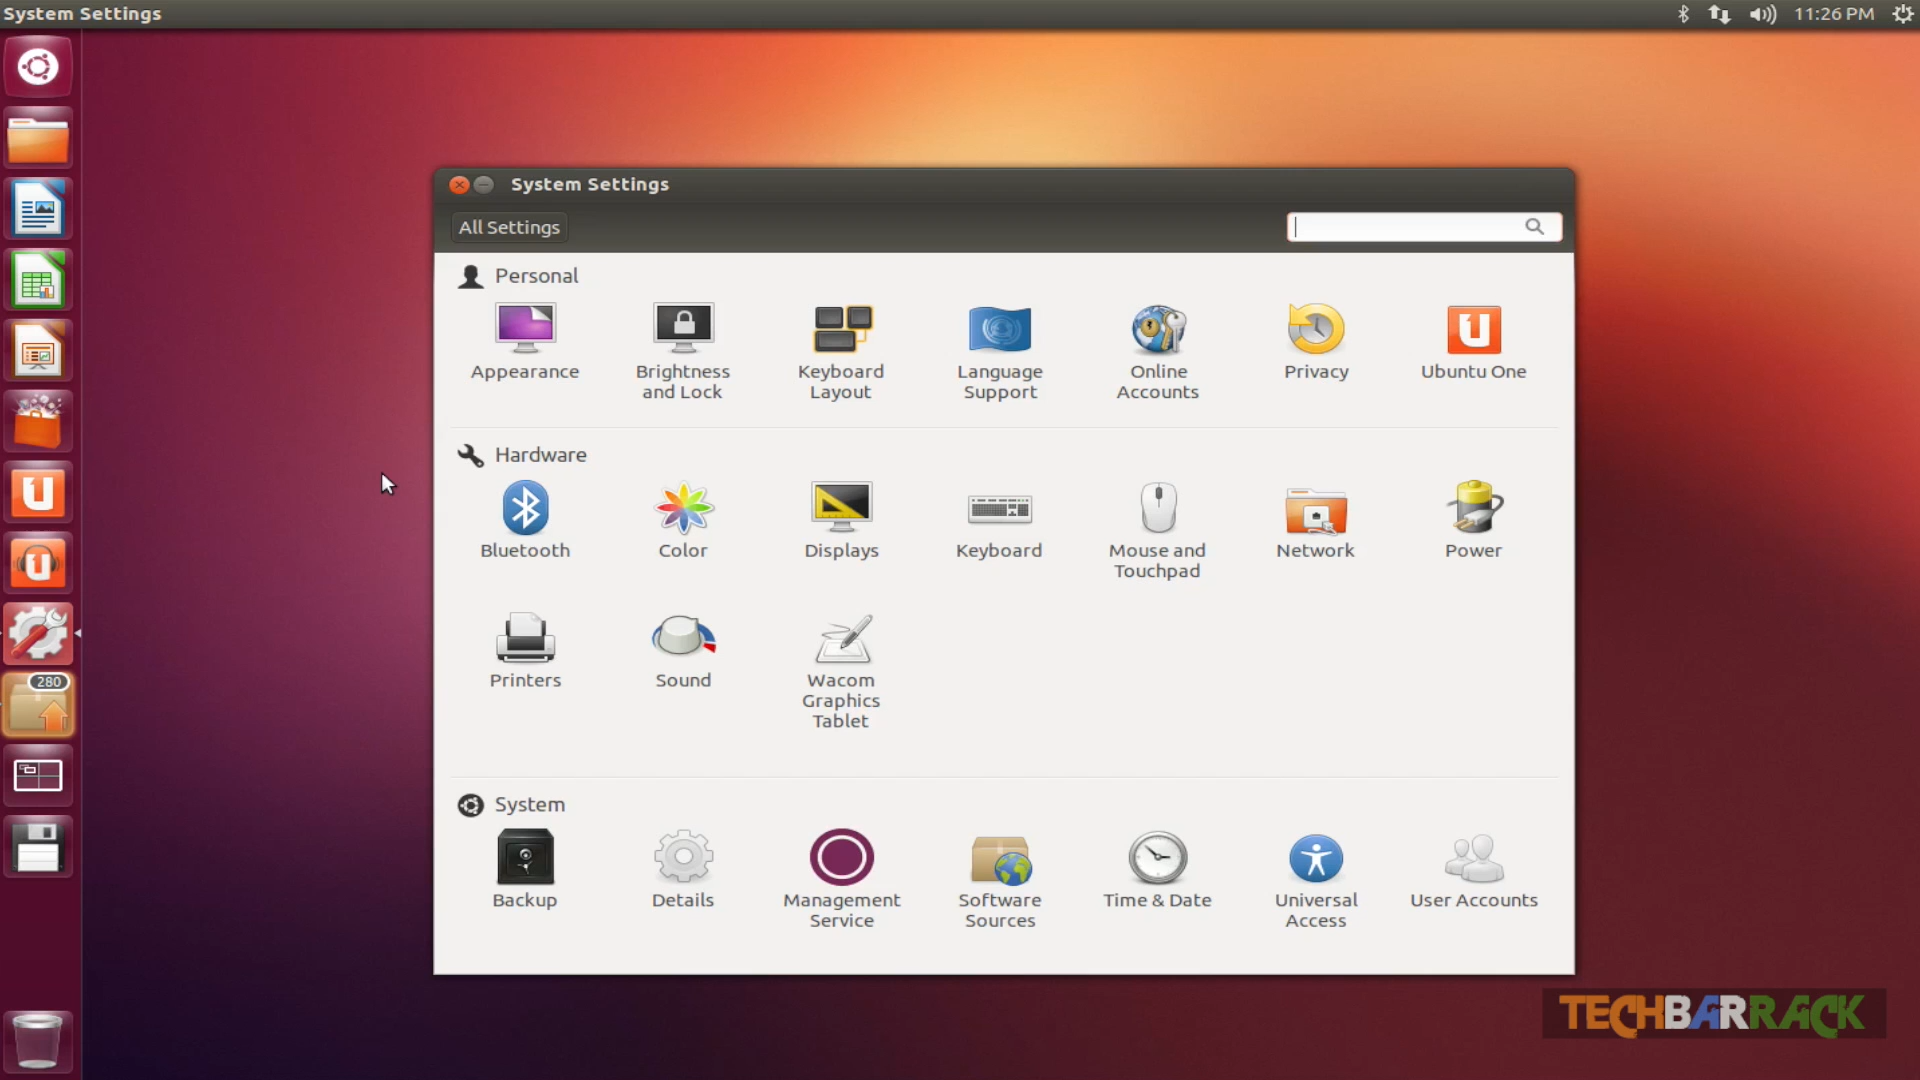 System Settings
11:26 PM
System Settings
All Settings
Personal
Appearance
Brightness
and Lock
Keyboard
Layout
Language
Support
Online
Accounts
Privacy
Ubuntu One
Hardware
Bluetooth
Color
Displays
Keyboard
Mouse and
Touchpad
Network
Power
Printers
Sound
Wacom
Graphics
Tablet
280
System
Backup
Details
Management
Service
Software
Sources
Time & Date
Universal
Access
User Accounts
TECHBARRACK